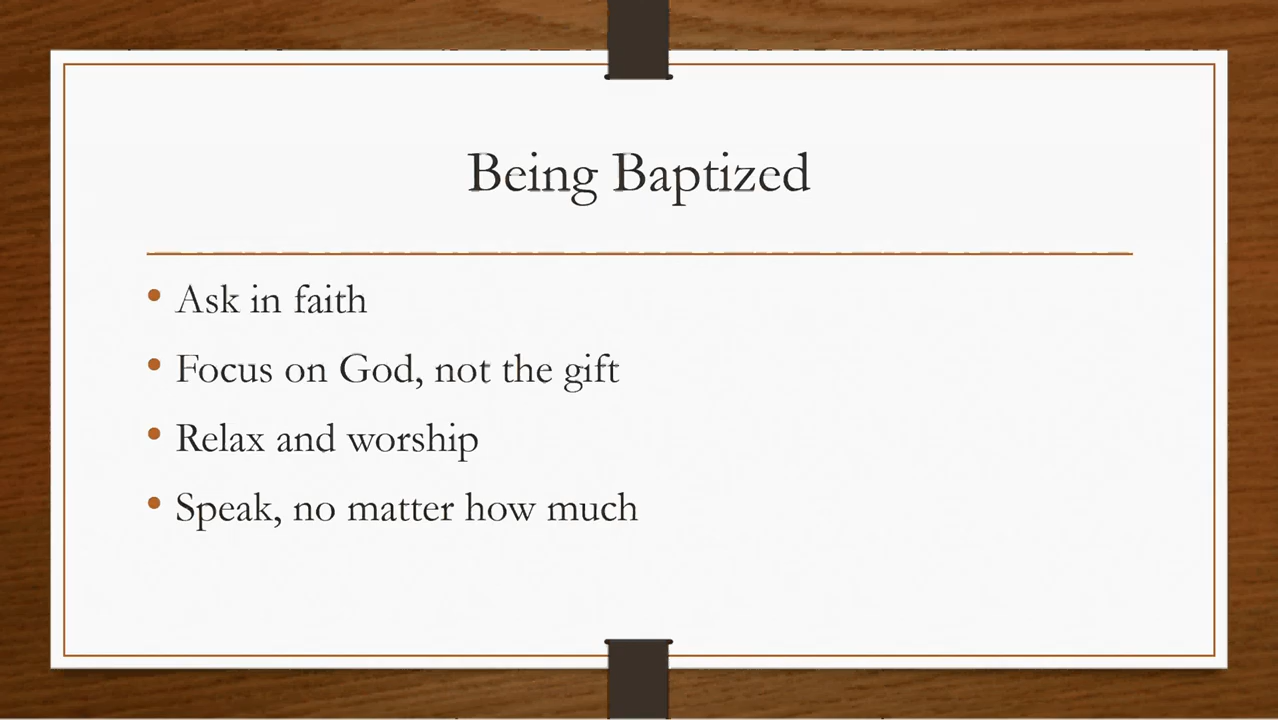 Being Baptized
• Ask in faith
• Focus on God, not the gift
• Relax and worship
• Speak, no matter how much